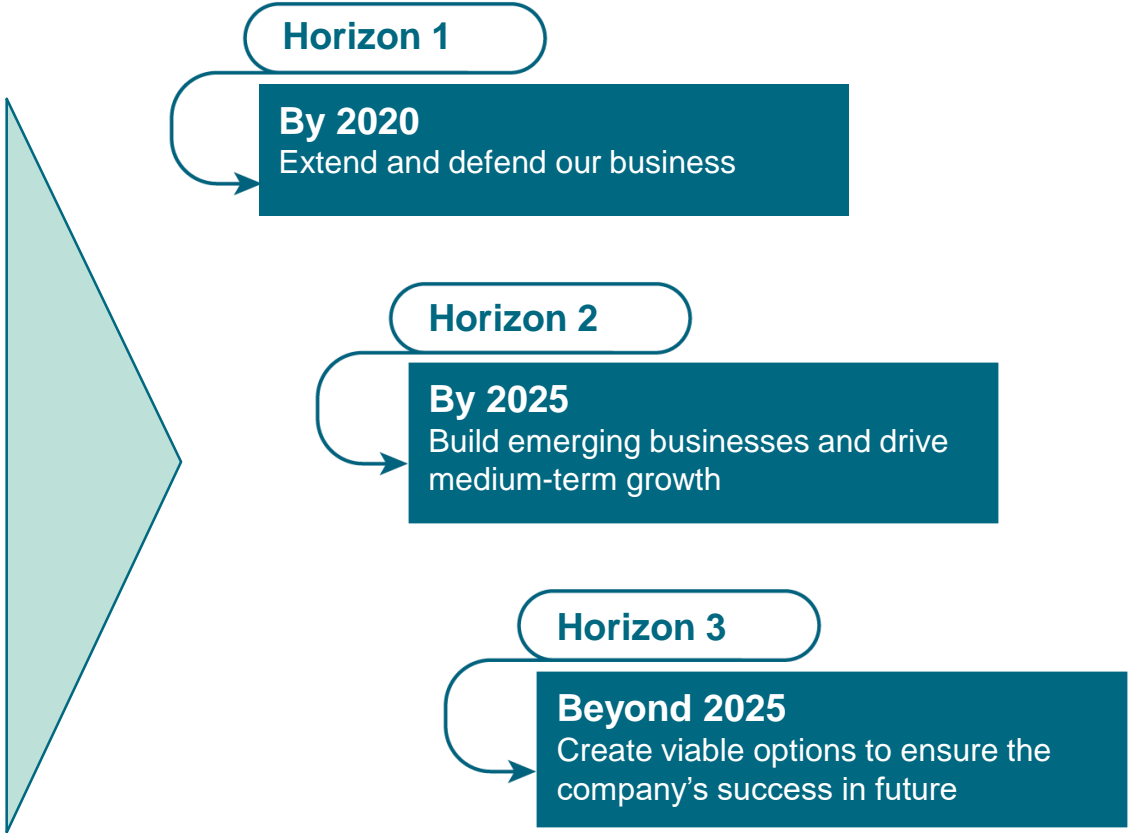 Horizon 1
By 2020
Extend and defend our business
Horizon 2
By 2025
Build emerging businesses and drive
medium-term growth
Horizon 3
Beyond 2025
Create viable options to ensure the
company’s success in future